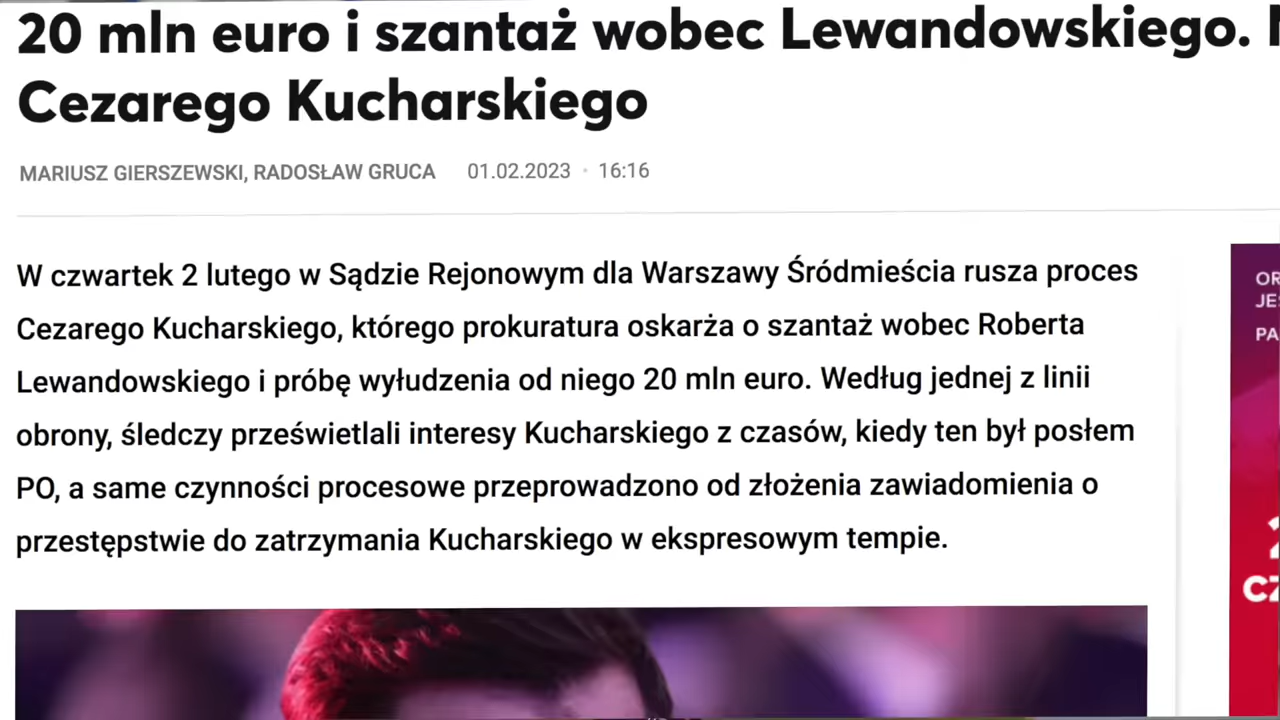 20 mln euro i szantaż wobec Lewandowskiego.
Cezarego Kucharskiego
MARIUSZ GIERSZEWSKI, RADOSŁAW GRUCA 01.02.2023 • 16:16
W czwartek 2 lutego w Sądzie Rejonowym dla Warszawy Śródmieścia rusza proces
Cezarego Kucharskiego, którego prokuratura oskarża o szantaż wobec Roberta
Lewandowskiego i próbę wyłudzenia od niego 20 mln euro. Według jednej z linii
obrony, śledczy prześwietlali interesy Kucharskiego z czasów, kiedy ten był posłem
PO, a same czynności procesowe przeprowadzono od złożenia zawiadomienia o
przestępstwie do zatrzymania Kucharskiego w ekspresowym tempie.